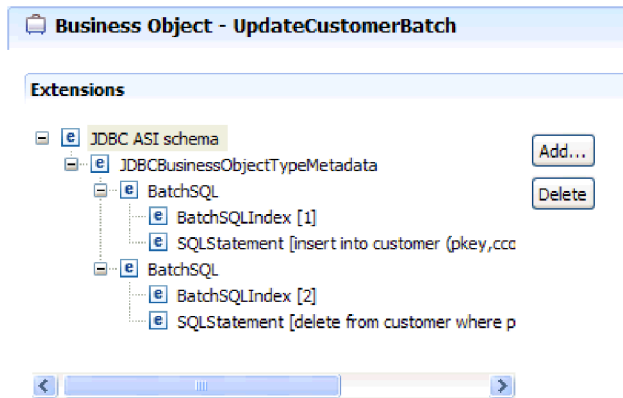 Business Object - UpdateCustomerBatch
Extensions
JDBC ASI schema
Add...
JDBCBusinessObjectTypeMetadata
BatchSQL
Delete
BatchSQLIndex [1]
SQLStatement [insert into customer (pkey,ccc
BatchSQL
BatchSQLIndex [2]
SQLStatement [delete from customer where p